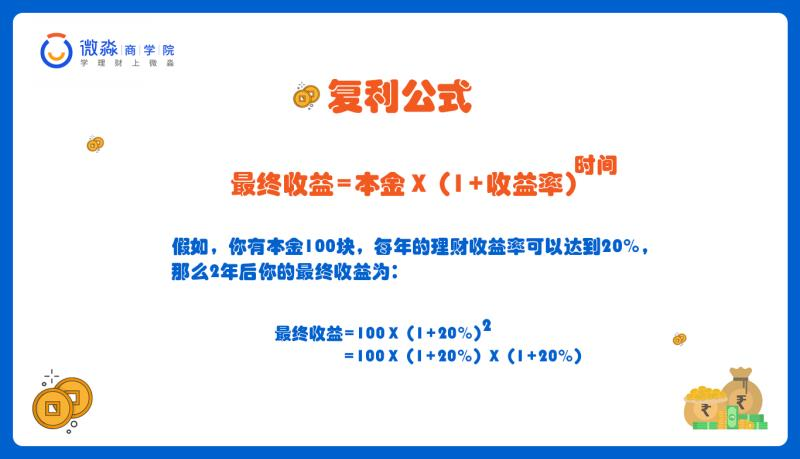 微淼 商学院
学理财上微淼
复利公式
最终收益=本金X（1+收益率）时间
假如，你有本金100块，每年的理财收益率可以达到20%，
那么2年后你的最终收益为：
最终收益=100X（1+20%）2
=100X（1+20%）X（1+20%）